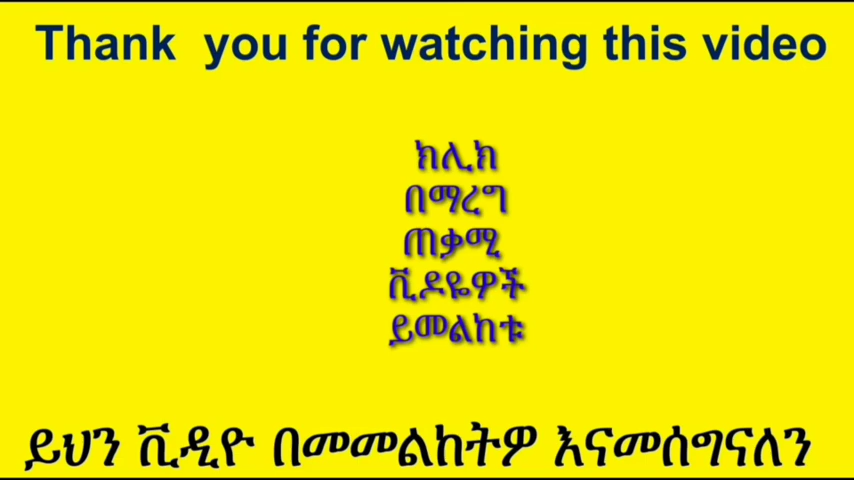 Thank you for watching this video
ክሊክ
በማረግ
ጠቃሚ
ቪዶዬዎች
ይመልከቱ
ይህን ቪዲዮ በመመልከትዎ እናመሰግናለን